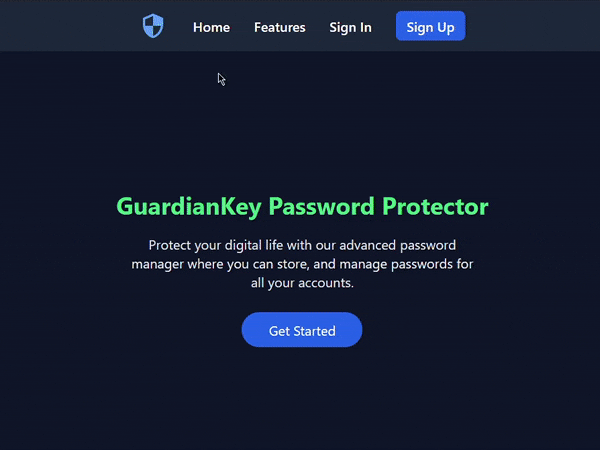 Home Features Sign In Sign Up
GuardianKey Password Protector
Protect your digital life with our advanced password
manager where you can store, and manage passwords for
all your accounts.
Get Started